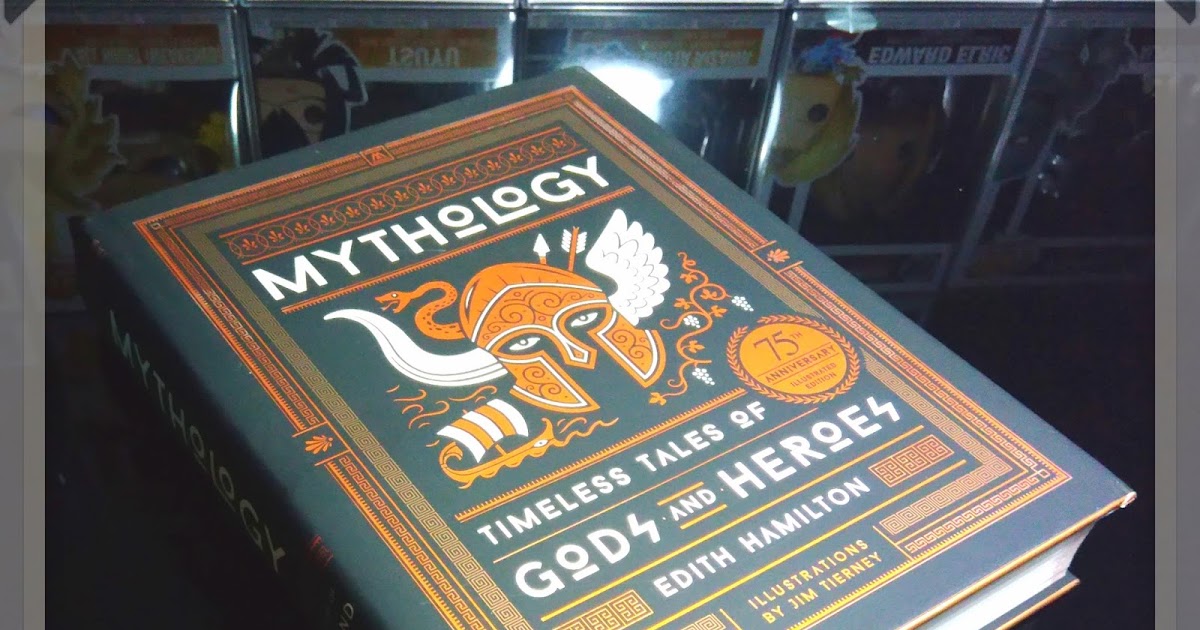 TSUYU
EDWARD ELRIC
MYTHOLOGY
75TH
ANNIVERSARY
ILLUSTRATED
EDITION
TIMELESS TALES OF
GODS AND HEROES
EDITH HAMILTON
ILLUSTRATIONS
BY JIM TIERNEY
MYTHOLOGY